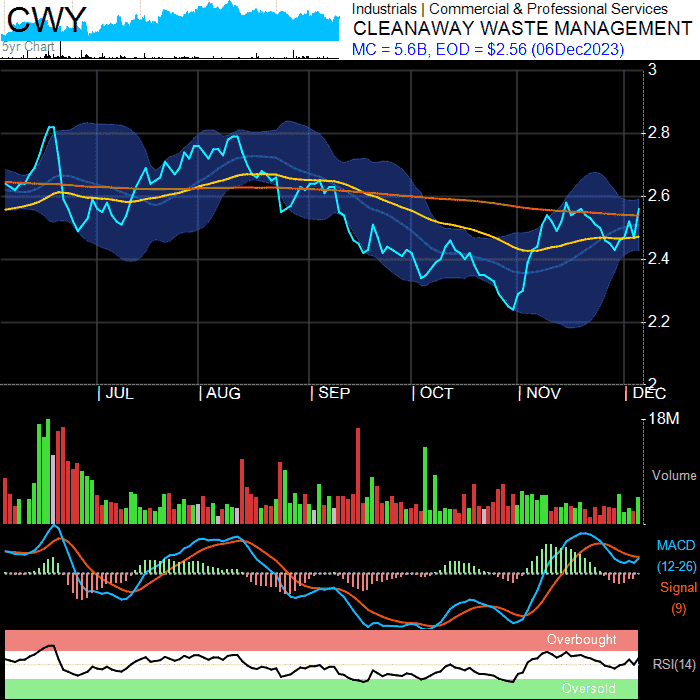 CWY
5yr Chart
Industrials | Commercial & Professional Services
CLEANAWAY WASTE MANAGEMENT
MC = 5.6B, EOD = $2.56 (06Dec2023)
3
2.8
2.6
2.4
2.2
2
| JUL | AUG | SEP | OCT | NOV | DEC
18M
Volume
MACD
(12-26)
Signal
(9)
Overbought
RSI(14)
Oversold